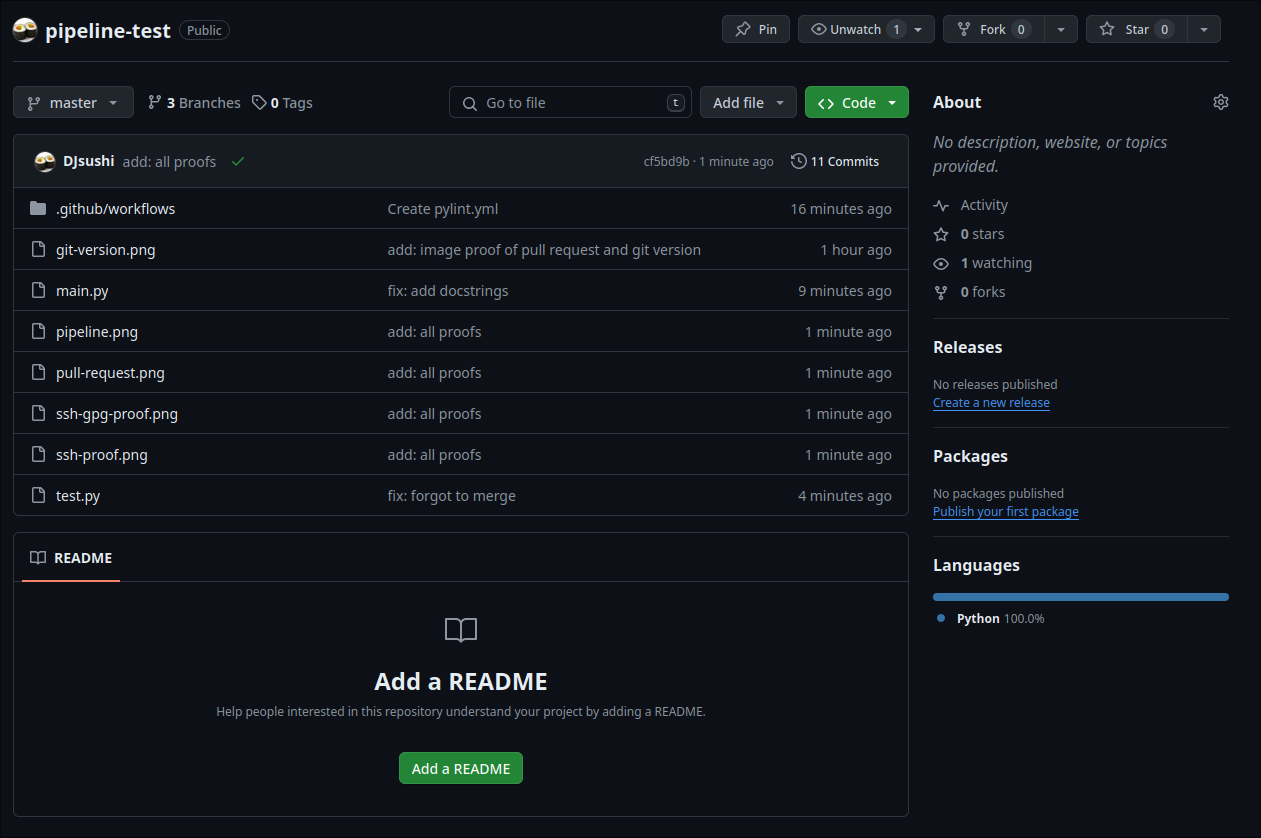 pipeline-test Public Pin Unwatch 1 Fork 0 Star 0
master 3 Branches 0 Tags Go to file t Add file Code
DJsushi add: all proofs cf5bd9b · 1 minute ago 11 Commits
.github/workflows Create pylint.yml 16 minutes ago
git-version.png add: image proof of pull request and git version 1 hour ago
main.py fix: add docstrings 9 minutes ago
pipeline.png add: all proofs 1 minute ago
pull-request.png add: all proofs 1 minute ago
ssh-gpg-proof.png add: all proofs 1 minute ago
ssh-proof.png add: all proofs 1 minute ago
test.py fix: forgot to merge 4 minutes ago
README
Add a README
Help people interested in this repository understand your project by adding a README.
Add a README
About
No description, website, or topics
provided.
Activity
0 stars
1 watching
0 forks
Releases
No releases published
Create a new release
Packages
No packages published
Publish your first package
Languages
Python 100.0%